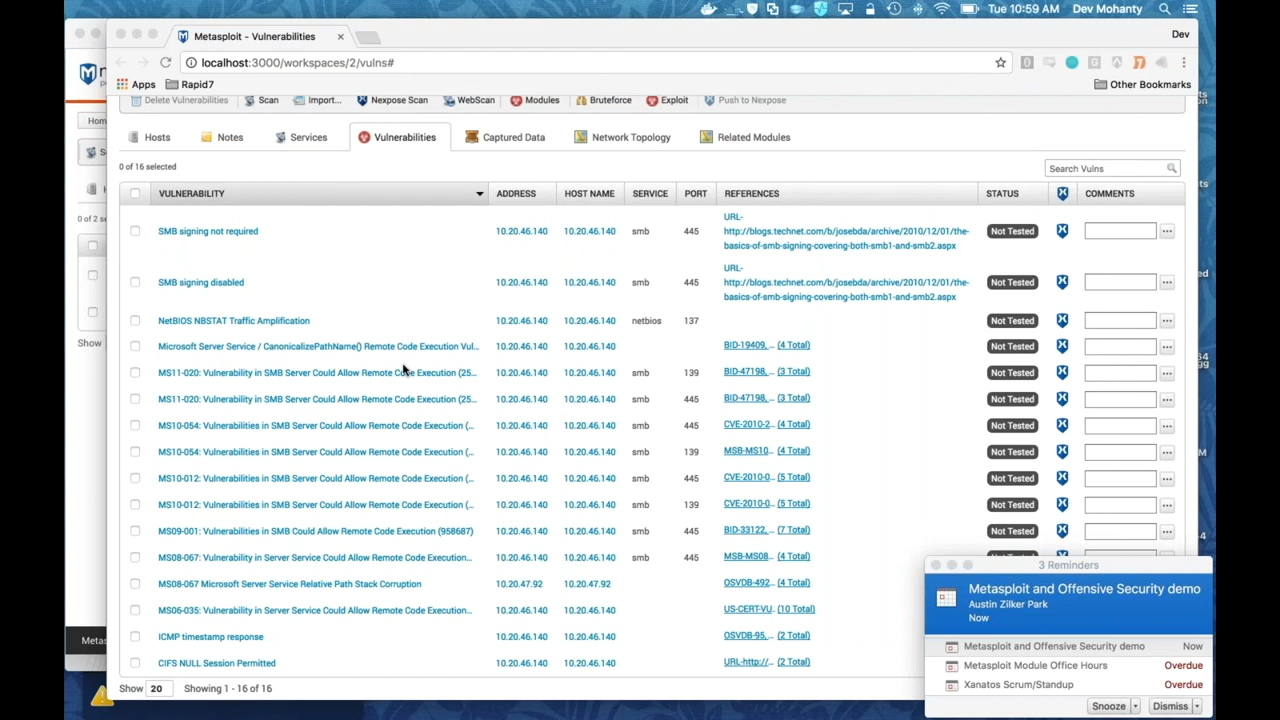 Tue 10:59 AM Dev Mohanty
Metasploit - Vulnerabilities
Dev
localhost:3000/workspaces/2/vulns#
Apps Rapid7 Other Bookmarks
Delete Vulnerabilities Scan Import... Nexpose Scan WebScan Modules Bruteforce Exploit Push to Nexpose
Hosts Notes Services Vulnerabilities Captured Data Network Topology Related Modules
0 of 16 selected Search Vulns
VULNERABILITY ADDRESS HOST NAME SERVICE PORT REFERENCES STATUS COMMENTS
SMB signing not required 10.20.46.140 10.20.46.140 smb 445 URL-
http://blogs.technet.com/b/josebda/archive/2010/12/01/the-
basics-of-smb-signing-covering-both-smb1-and-smb2.aspx Not Tested
SMB signing disabled 10.20.46.140 10.20.46.140 smb 445 URL-
http://blogs.technet.com/b/josebda/archive/2010/12/01/the-
basics-of-smb-signing-covering-both-smb1-and-smb2.aspx Not Tested
NetBIOS NBSTAT Traffic Amplification 10.20.46.140 10.20.46.140 netbios 137 Not Tested
Microsoft Server Service / CanonicalizePathName() Remote Code Execution Vul... 10.20.46.140 10.20.46.140 BID-19409,... (4 Total) Not Tested
MS11-020: Vulnerability in SMB Server Could Allow Remote Code Execution (25... 10.20.46.140 10.20.46.140 smb 139 BID-47198,... (3 Total) Not Tested
MS11-020: Vulnerability in SMB Server Could Allow Remote Code Execution (25... 10.20.46.140 10.20.46.140 smb 445 BID-47198,... (3 Total) Not Tested
MS10-054: Vulnerabilities in SMB Server Could Allow Remote Code Execution (... 10.20.46.140 10.20.46.140 smb 445 CVE-2010-2... (4 Total) Not Tested
MS10-054: Vulnerabilities in SMB Server Could Allow Remote Code Execution (... 10.20.46.140 10.20.46.140 smb 139 MSB-MS10... (4 Total) Not Tested
MS10-012: Vulnerabilities in SMB Server Could Allow Remote Code Execution (... 10.20.46.140 10.20.46.140 smb 445 CVE-2010-0... (5 Total) Not Tested
MS10-012: Vulnerabilities in SMB Server Could Allow Remote Code Execution (... 10.20.46.140 10.20.46.140 smb 139 CVE-2010-0... (5 Total) Not Tested
MS09-001: Vulnerabilities in SMB Could Allow Remote Code Execution (958687) 10.20.46.140 10.20.46.140 smb 445 BID-33122,... (7 Total) Not Tested
MS08-067: Vulnerability in Server Service Could Allow Remote Code Execution... 10.20.46.140 10.20.46.140 smb 445 MSB-MS08... (4 Total) Not Tested
MS08-067 Microsoft Server Service Relative Path Stack Corruption 10.20.47.92 10.20.47.92 OSVDB-492... (4 Total)
MS06-035: Vulnerability in Server Service Could Allow Remote Code Execution... 10.20.46.140 10.20.46.140 US-CERT-VU... (10 Total)
ICMP timestamp response 10.20.46.140 10.20.46.140 OSVDB-95,... (2 Total)
CIFS NULL Session Permitted 10.20.46.140 10.20.46.140 URL-http://... (2 Total)
Show 20 Showing 1 - 16 of 16
Hom
0 of 2 se
Show
Metas
3 Reminders
Metasploit and Offensive Security demo
Austin Zilker Park
Now
Metasploit and Offensive Security demo Now
Metasploit Module Office Hours Overdue
Xanatos Scrum/Standup Overdue
Snooze Dismiss